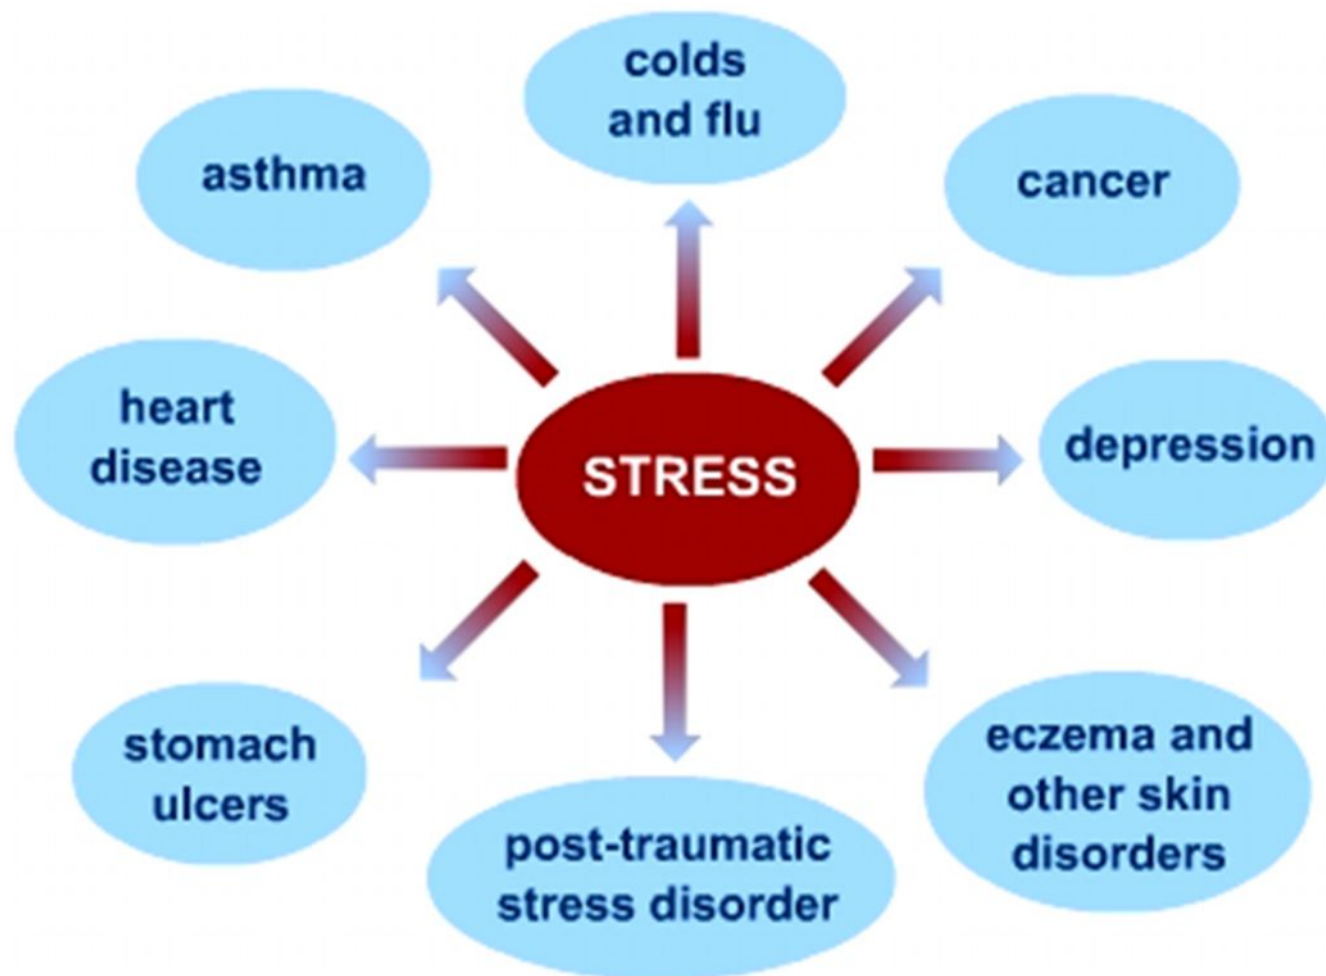 colds
and flu
asthma
cancer
heart
disease
STRESS
depression
stomach
ulcers
post-traumatic
stress disorder
eczema and
other skin
disorders